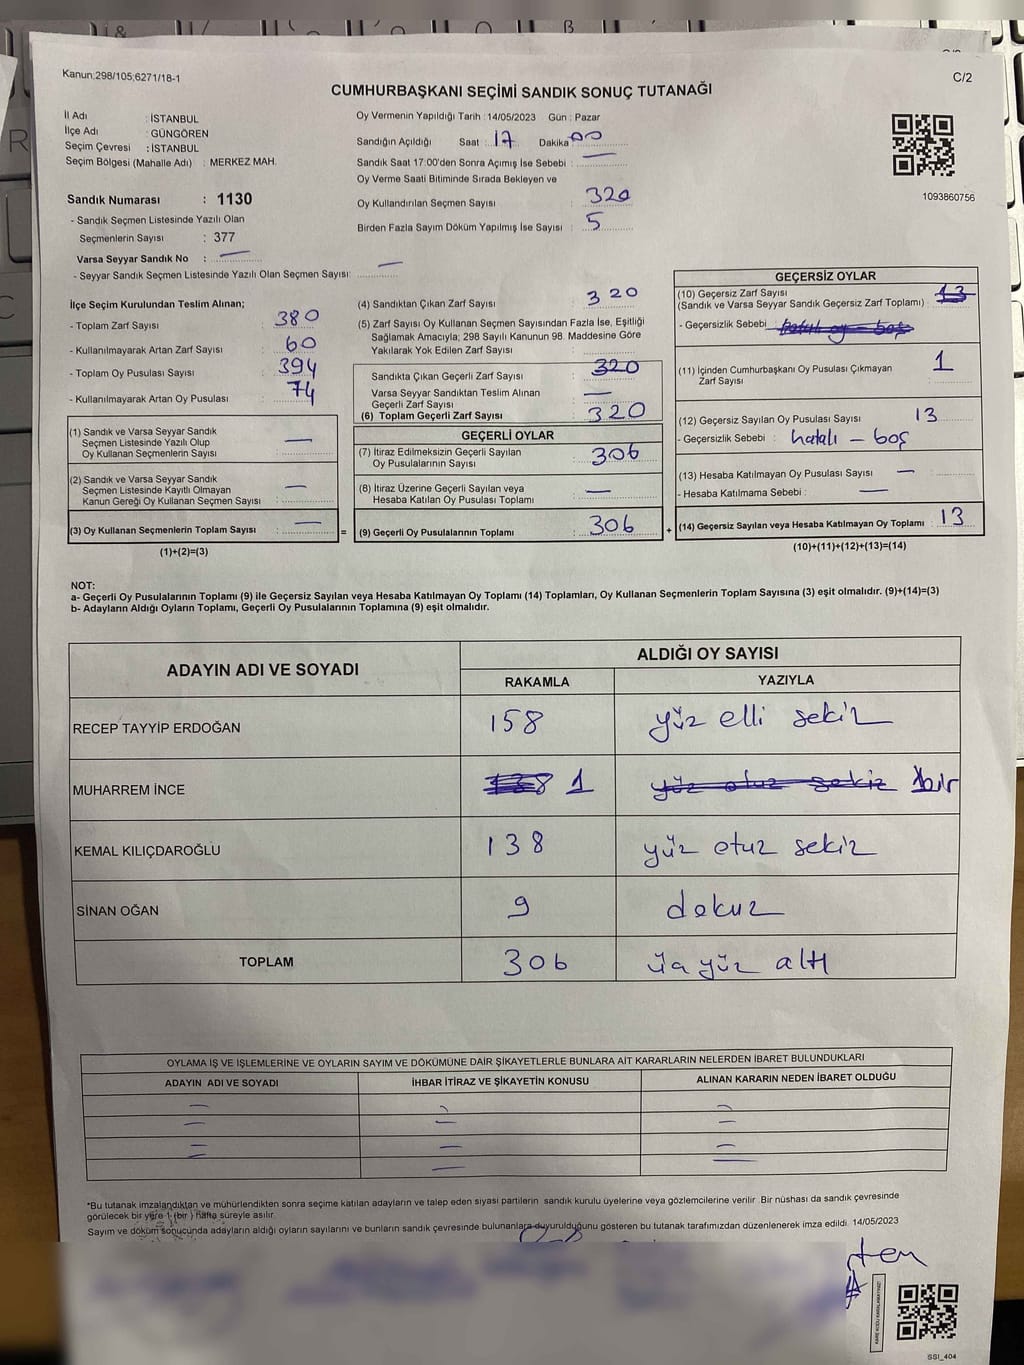 Kanun:298/105;6271/18-1
C/2
CUMHURBAŞKANI SEÇİMİ SANDIK SONUÇ TUTANAĞI
İl Adı : İSTANBUL
İlçe Adı : GÜNGÖREN
Seçim Çevresi : İSTANBUL
Seçim Bölgesi (Mahalle Adı) : MERKEZ MAH.
Sandık Numarası : 1130
- Sandık Seçmen Listesinde Yazılı Olan
Seçmenlerin Sayısı : 377
Varsa Seyyar Sandık No : —
- Seyyar Sandık Seçmen Listesinde Yazılı Olan Seçmen Sayısı: —
Oy Vermenin Yapıldığı Tarih : 14/05/2023 Gün : Pazar
Sandığın Açıldığı Saat : 17 Dakika 00
Sandık Saat 17:00'den Sonra Açımış İse Sebebi : —
Oy Verme Saati Bitiminde Sırada Bekleyen ve
Oy Kullandırılan Seçmen Sayısı : 320
Birden Fazla Sayım Döküm Yapılmış İse Sayısı : 5
1093860756
İlçe Seçim Kurulundan Teslim Alınan;
- Toplam Zarf Sayısı : 380
- Kullanılmayarak Artan Zarf Sayısı : 60
- Toplam Oy Pusulası Sayısı : 394
- Kullanılmayarak Artan Oy Pusulası : 74
(1) Sandık ve Varsa Seyyar Sandık
Seçmen Listesinde Yazılı Olup
Oy Kullanan Seçmenlerin Sayısı : —
(2) Sandık ve Varsa Seyyar Sandık
Seçmen Listesinde Kayıtlı Olmayan
Kanun Gereği Oy Kullanan Seçmen Sayısı : —
(3) Oy Kullanan Seçmenlerin Toplam Sayısı : — =
(1)+(2)=(3)
(4) Sandıktan Çıkan Zarf Sayısı : 320
(5) Zarf Sayısı Oy Kullanan Seçmen Sayısından Fazla İse, Eşitliği
Sağlamak Amacıyla; 298 Sayılı Kanunun 98. Maddesine Göre
Yakılarak Yok Edilen Zarf Sayısı :
Sandıkta Çıkan Geçerli Zarf Sayısı : 320
Varsa Seyyar Sandıktan Teslim Alınan
Geçerli Zarf Sayısı : —
(6) Toplam Geçerli Zarf Sayısı : 320
GEÇERLİ OYLAR
(7) İtiraz Edilmeksizin Geçerli Sayılan
Oy Pusulalarının Sayısı : 306
(8) İtiraz Üzerine Geçerli Sayılan veya
Hesaba Katılan Oy Pusulası Toplamı : —
(9) Geçerli Oy Pusulalarının Toplamı : 306 +
GEÇERSİZ OYLAR
(10) Geçersiz Zarf Sayısı : 13
(Sandık ve Varsa Seyyar Sandık Geçersiz Zarf Toplamı)
- Geçersizlik Sebebi : hatalı oy - boş
(11) İçinden Cumhurbaşkanı Oy Pusulası Çıkmayan
Zarf Sayısı : 1
(12) Geçersiz Sayılan Oy Pusulası Sayısı : 13
- Geçersizlik Sebebi : hatalı – boş
(13) Hesaba Katılmayan Oy Pusulası Sayısı : —
- Hesaba Katılmama Sebebi : —
(14) Geçersiz Sayılan veya Hesaba Katılmayan Oy Toplamı : 13
(10)+(11)+(12)+(13)=(14)
NOT:
a- Geçerli Oy Pusulalarının Toplamı (9) ile Geçersiz Sayılan veya Hesaba Katılmayan Oy Toplamı (14) Toplamları, Oy Kullanan Seçmenlerin Toplam Sayısına (3) eşit olmalıdır. (9)+(14)=(3)
b- Adayların Aldığı Oyların Toplamı, Geçerli Oy Pusulalarının Toplamına (9) eşit olmalıdır.
ADAYIN ADI VE SOYADI
ALDIĞI OY SAYISI
RAKAMLA YAZIYLA
RECEP TAYYİP ERDOĞAN 158 yüz elli sekiz
MUHARREM İNCE 138 1 yüz otuz sekiz bir
KEMAL KILIÇDAROĞLU 138 yüz otuz sekiz
SİNAN OĞAN 9 dokuz
TOPLAM 306 üç yüz altı
OYLAMA İŞ VE İŞLEMLERİNE VE OYLARIN SAYIM VE DÖKÜMÜNE DAİR ŞİKAYETLERLE BUNLARA AİT KARARLARIN NELERDEN İBARET BULUNDUKLARI
ADAYIN ADI VE SOYADI İHBAR İTİRAZ VE ŞİKAYETİN KONUSU ALINAN KARARIN NEDEN İBARET OLDUĞU
*Bu tutanak imzalandıktan ve mühürlendikten sonra seçime katılan adayların ve talep eden siyasi partilerin sandık kurulu üyelerine veya gözlemcilerine verilir. Bir nüshası da sandık çevresinde
görülecek bir yere 1 (bir) hafta süreyle asılır.
Sayım ve döküm sonucunda adayların aldığı oyların sayılarını ve bunların sandık çevresinde bulunanlara duyurulduğunu gösteren bu tutanak tarafımızdan düzenlenerek imza edildi. 14/05/2023
SSI_404